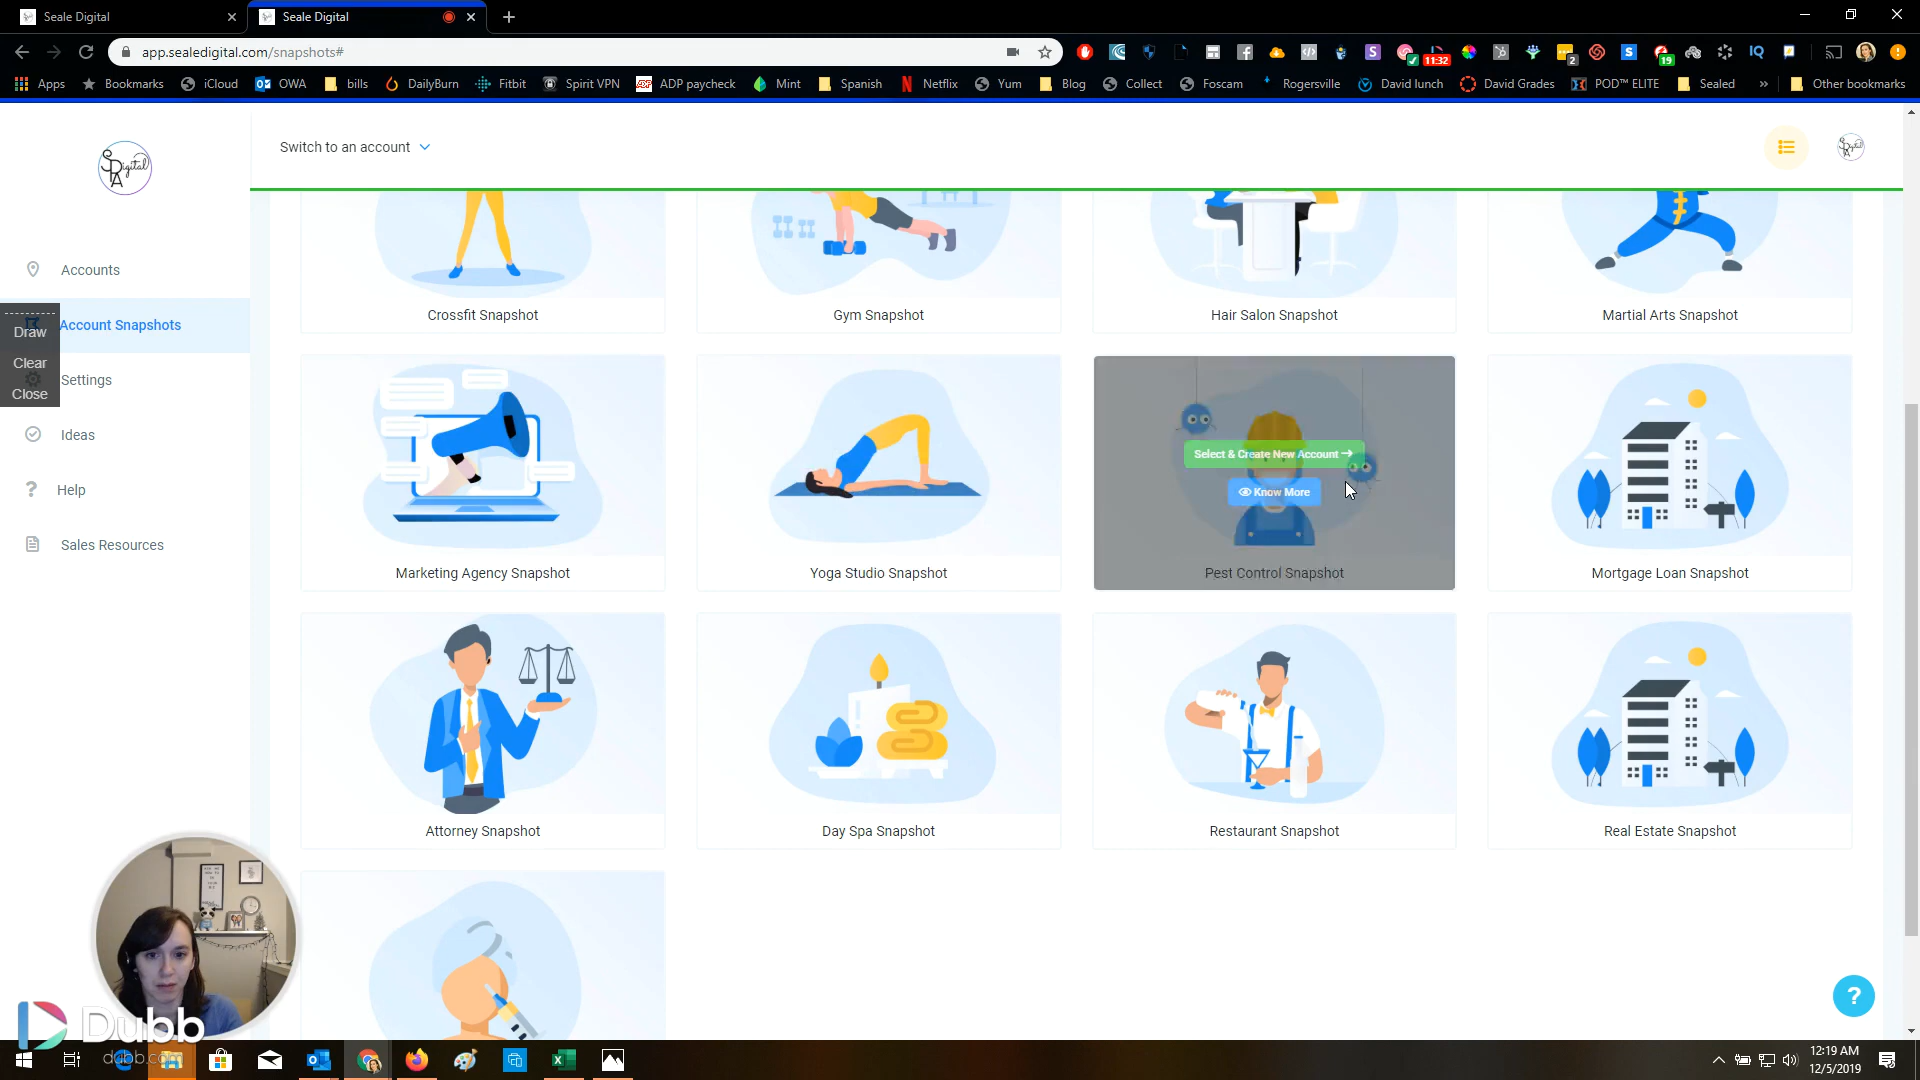 Seale Digital
Seale Digital
app.sealedigital.com/snapshots#
11:32
2
19
IQ
Apps
Bookmarks
iCloud
OWA
bills
DailyBurn
Fitbit
Spirit VPN
ADP paycheck
Mint
Spanish
Netflix
Yum
Blog
Collect
Foscam
Rogersville
David lunch
David Grades
POD™ ELITE
Sealed
»
Other bookmarks
Switch to an account
Accounts
Account Snapshots
Settings
Ideas
Help
Sales Resources
Draw
Clear
Close
Crossfit Snapshot
Gym Snapshot
Hair Salon Snapshot
Martial Arts Snapshot
Select & Create New Account →
Know More
Marketing Agency Snapshot
Yoga Studio Snapshot
Pest Control Snapshot
Mortgage Loan Snapshot
Attorney Snapshot
Day Spa Snapshot
Restaurant Snapshot
Real Estate Snapshot
?
Dubb
dubb.com
12:19 AM
12/5/2019